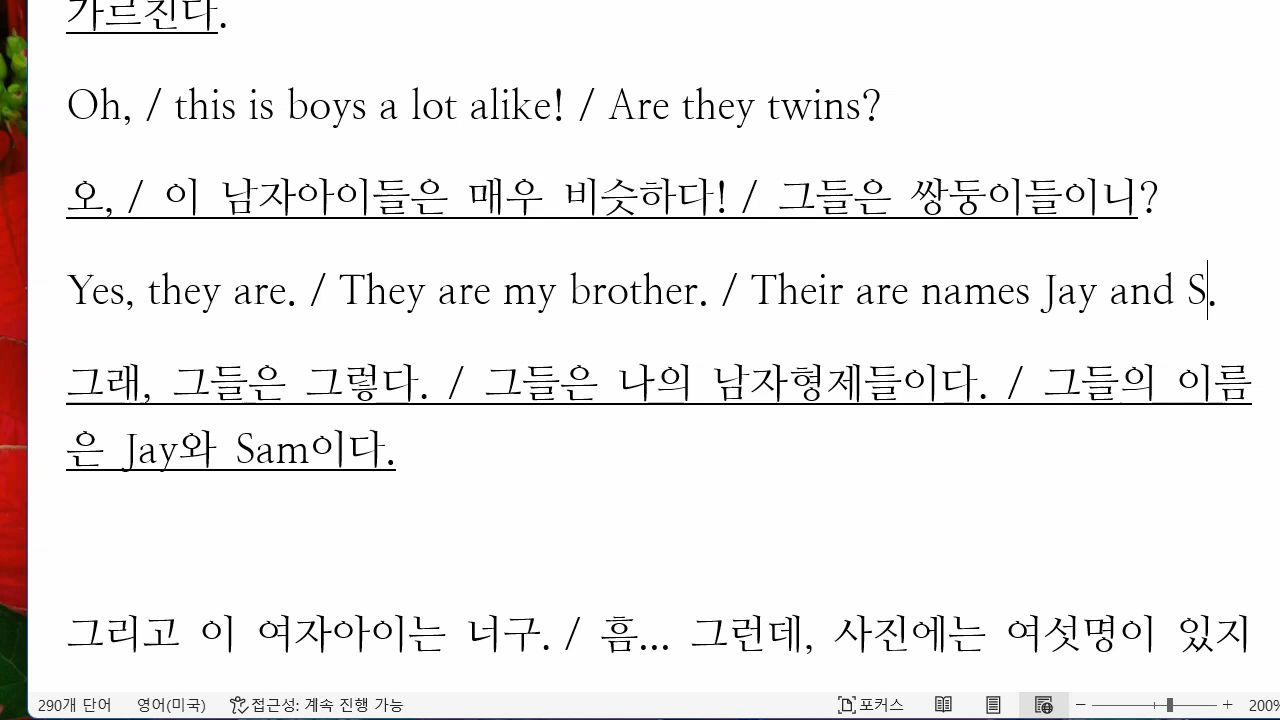 가르친다.
Oh, / this is boys a lot alike! / Are they twins?
오, / 이 남자아이들은 매우 비슷하다! / 그들은 쌍둥이들이니?
Yes, they are. / They are my brother. / Their are names Jay and S.
그래, 그들은 그렇다. / 그들은 나의 남자형제들이다. / 그들의 이름
은 Jay와 Sam이다.
그리고 이 여자아이는 너구. / 흠... 그런데, 사진에는 여섯명이 있지
290개 단어 영어(미국) 접근성: 계속 진행 가능 포커스 200%